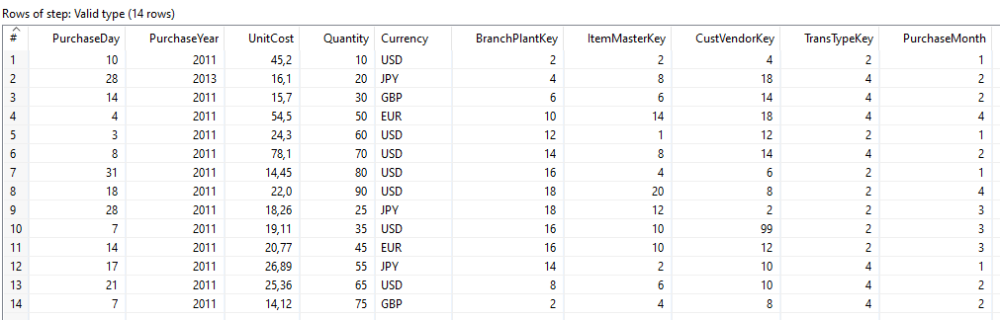 Rows of step: Valid type (14 rows)
# PurchaseDay PurchaseYear UnitCost Quantity Currency BranchPlantKey ItemMasterKey CustVendorKey TransTypeKey PurchaseMonth
1 10 2011 45,2 10 USD 2 2 4 2 1
2 28 2013 16,1 20 JPY 4 8 18 4 2
3 14 2011 15,7 30 GBP 6 6 14 4 2
4 4 2011 54,5 50 EUR 10 14 18 4 4
5 3 2011 24,3 60 USD 12 1 12 2 1
6 8 2011 78,1 70 USD 14 8 14 4 2
7 31 2011 14,45 80 USD 16 4 6 2 1
8 18 2011 22,0 90 USD 18 20 8 2 4
9 28 2011 18,26 25 JPY 18 12 2 2 3
10 7 2011 19,11 35 USD 16 10 99 2 3
11 14 2011 20,77 45 EUR 16 10 12 2 3
12 17 2011 26,89 55 JPY 14 2 10 4 1
13 21 2011 25,36 65 USD 8 6 10 4 2
14 7 2011 14,12 75 GBP 2 4 8 4 2